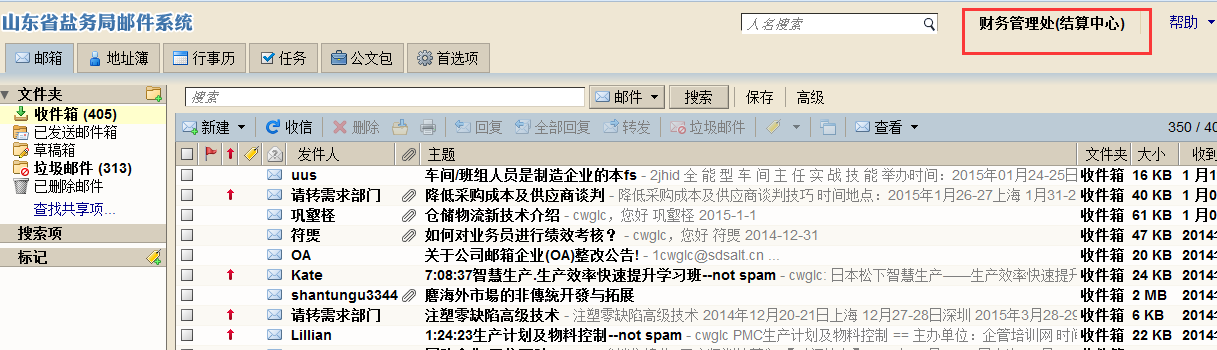 山东省盐务局邮件系统
人名搜索
财务管理处(结算中心)
帮助
邮箱 地址簿 行事历 任务 公文包 首选项
文件夹
收件箱 (405)
已发送邮件箱
草稿箱
垃圾邮件 (313)
已删除邮件
查找共享项...
搜索项
标记
搜索 邮件 搜索 保存 高级
新建 收信 删除 回复 全部回复 转发 垃圾邮件 查看 350 / 40
发件人 主题 文件夹 大小 收到
uus 车间/班组人员是制造企业的本fs - 2jhid 全 能 型 车 间 主 任 实 战 技 能 举办时间：2015年01月24-25日 收件箱 16 KB 1 月1
请转需求部门 降低采购成本及供应商谈判 - 降低采购成本及供应商谈判技巧 时间地点：2015年1月26-27上海 1月31-2 收件箱 40 KB 1 月0
巩窒柽 仓储物流新技术介绍 - cwglc，您好 巩窒柽 2015-1-1 收件箱 61 KB 1 月0
符煚 如何对业务员进行绩效考核？ - cwglc，您好 符煚 2014-12-31 收件箱 47 KB 2014
OA 关于公司邮箱企业(OA)整改公告! - 1cwglc@sdsalt.cn ... 收件箱 20 KB 2014
Kate 7:08:37智慧生产.生产效率快速提升学习班--not spam - cwglc: 日本松下智慧生产——生产效率快速提升 收件箱 24 KB 2014
shantungu3344 磨海外市場的非傳統开發与拓展 收件箱 2 MB 2014
请转需求部门 注塑零缺陷高级技术 - 注塑零缺陷高级技术 2014年12月20-21日上海 12月27-28日深圳 2015年3月28-29 收件箱 6 KB 2014
Lillian 1:24:23生产计划及物料控制--not spam - cwglc PMC生产计划及物料控制 == 主办单位：企管培训网 时间 收件箱 22 KB 2014